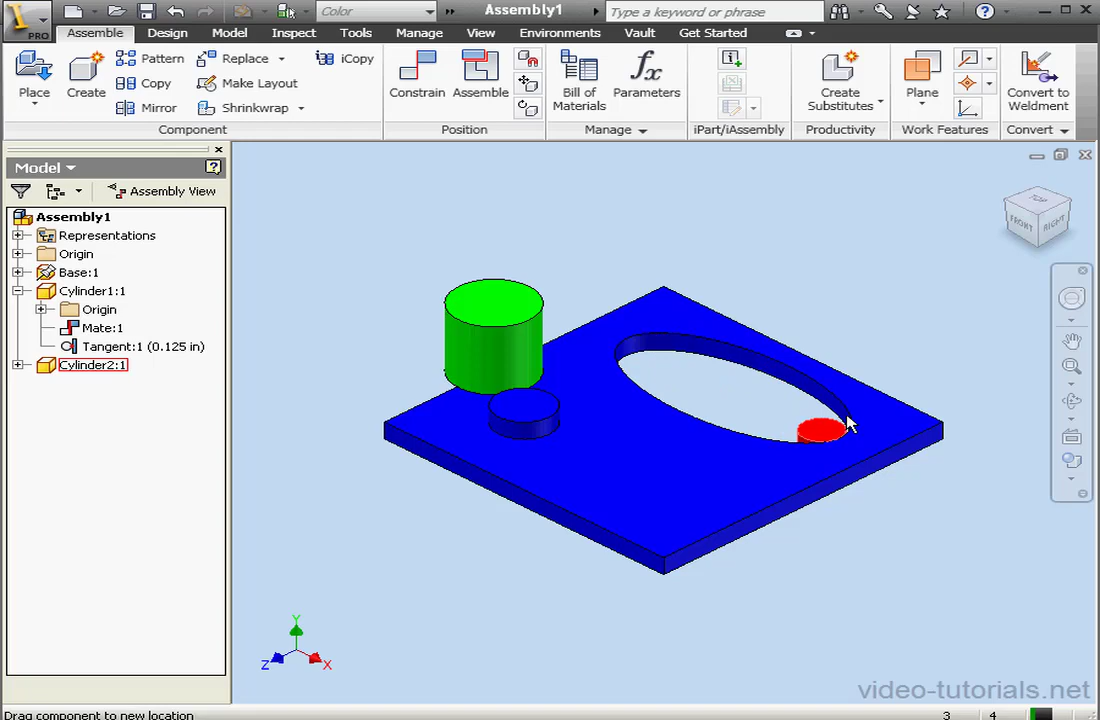 PRO
Color
Assembly1
Type a keyword or phrase
Assemble Design Model Inspect Tools Manage View Environments Vault Get Started
Place
Create
Pattern
Copy
Mirror
Replace
Make Layout
Shrinkwrap
iCopy
Component
Constrain
Assemble
Position
Bill of
Materials
fx
Parameters
Manage
iPart/iAssembly
Create
Substitutes
Productivity
Plane
Work Features
Convert to
Weldment
Convert
Model
Assembly View
Assembly1
Representations
Origin
Base:1
Cylinder1:1
Origin
Mate:1
Tangent:1 (0.125 in)
Cylinder2:1
TOP
FRONT
RIGHT
Y
Z
X
video-tutorials.net
Drag component to new location
3 4